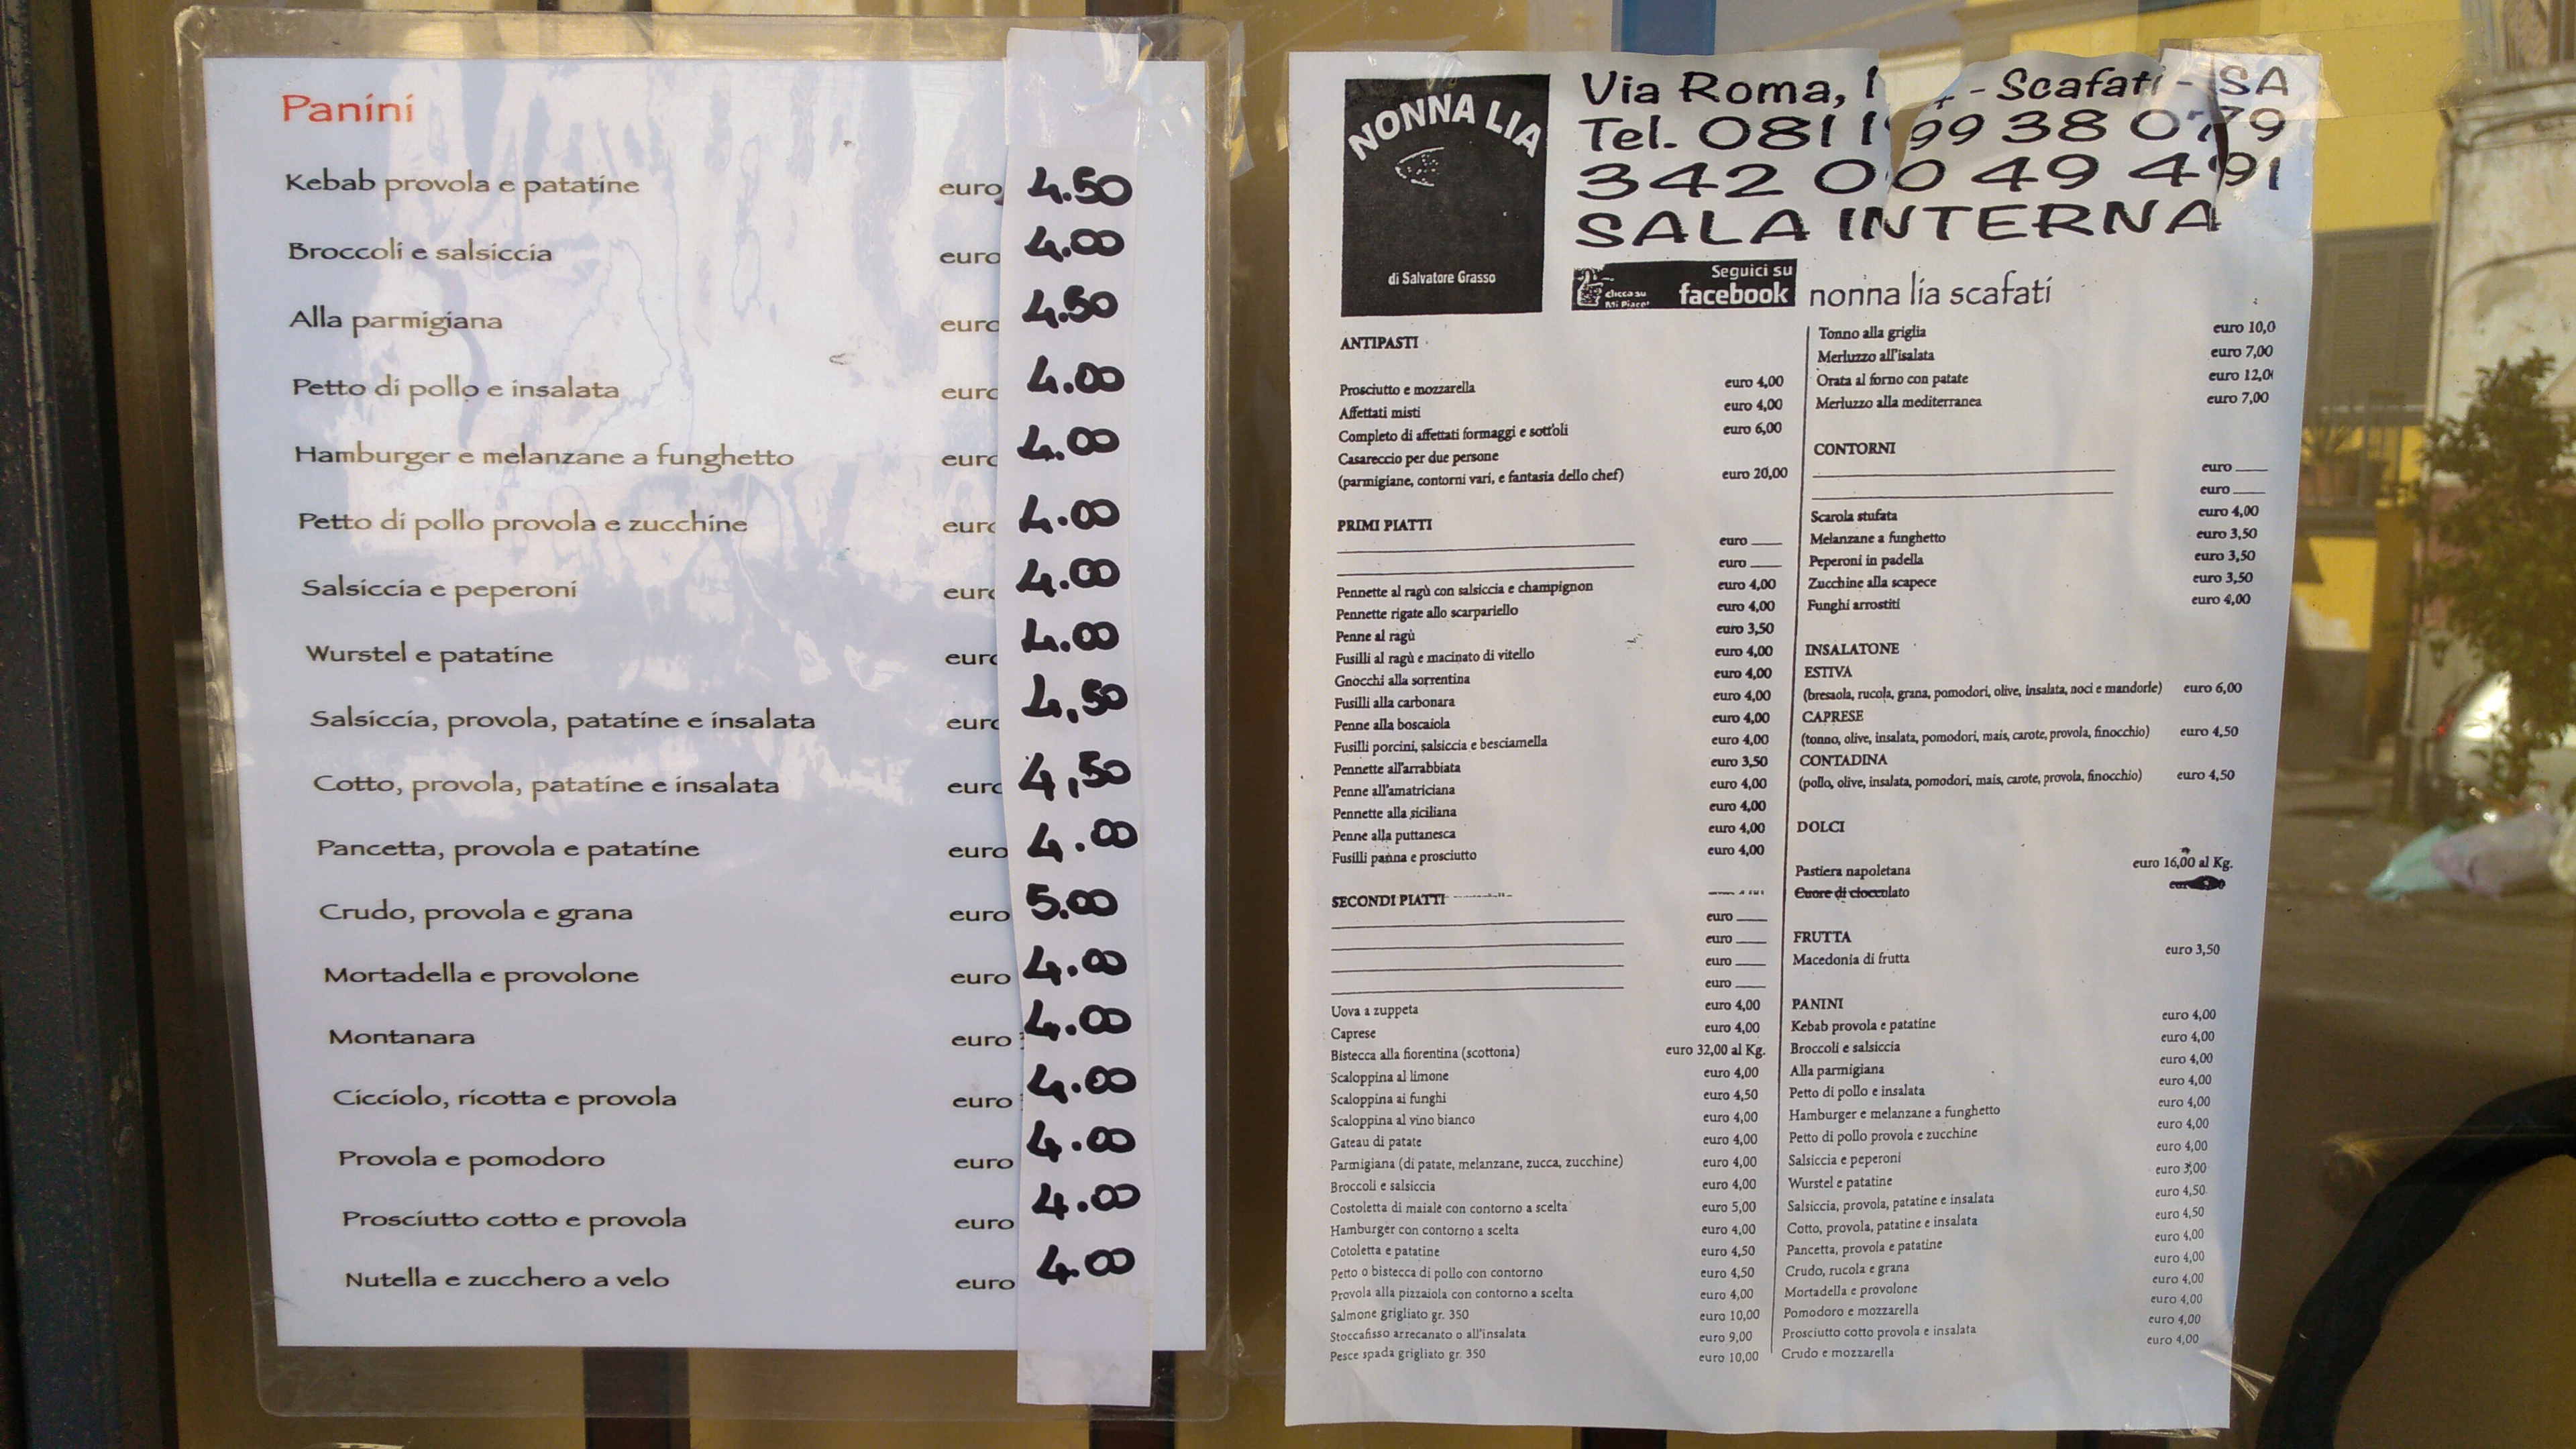 Panini
Kebab provola e patatine euro 4.50
Broccoli e salsiccia euro 4.00
Alla parmigiana euro 4.50
Petto di pollo e insalata euro 4.00
Hamburger e melanzane a funghetto euro 4.00
Petto di pollo provola e zucchine euro 4.00
Salsiccia e peperoni euro 4.00
Wurstel e patatine euro 4.00
Salsiccia, provola, patatine e insalata euro 4,50
Cotto, provola, patatine e insalata euro 4,50
Pancetta, provola e patatine euro 4.00
Crudo, provola e grana euro 5.00
Mortadella e provolone euro 4.00
Montanara euro 4.00
Cicciolo, ricotta e provola euro 4.00
Provola e pomodoro euro 4.00
Prosciutto cotto e provola euro 4.00
Nutella e zucchero a velo euro 4.00
NONNA LIA
di Salvatore Grasso
Via Roma, - Scafati - SA
Tel. 081 199 38 079
342 00 49 491
SALA INTERNA
Seguici su
clicca su
Mi Piace!
facebook
nonna lia scafati
ANTIPASTI
Prosciutto e mozzarella euro 4,00
Affettati misti euro 4,00
Completo di affettati formaggi e sott'oli euro 6,00
Casareccio per due persone
(parmigiane, contorni vari, e fantasia dello chef) euro 20,00
PRIMI PIATTI
euro
euro
Pennette al ragù con salsiccia e champignon euro 4,00
Pennette rigate allo scarpariello euro 4,00
Penne al ragù euro 3,50
Fusilli al ragù e macinato di vitello euro 4,00
Gnocchi alla sorrentina euro 4,00
Fusilli alla carbonara euro 4,00
Penne alla boscaiola euro 4,00
Fusilli porcini, salsiccia e besciamella euro 4,00
Pennette all'arrabbiata euro 3,50
Penne all'amatriciana euro 4,00
Pennette alla siciliana euro 4,00
Penne alla puttanesca euro 4,00
Fusilli panna e prosciutto euro 4,00
SECONDI PIATTI
euro
euro
euro
euro
Uova a zuppeta euro 4,00
Caprese euro 4,00
Bistecca alla fiorentina (scottona) euro 32,00 al Kg.
Scaloppina al limone euro 4,00
Scaloppina ai funghi euro 4,50
Scaloppina al vino bianco euro 4,00
Gateau di patate euro 4,00
Parmigiana (di patate, melanzane, zucca, zucchine) euro 4,00
Broccoli e salsiccia euro 4,00
Costoletta di maiale con contorno a scelta euro 5,00
Hamburger con contorno a scelta euro 4,00
Cotoletta e patatine euro 4,50
Petto o bistecca di pollo con contorno euro 4,50
Provola alla pizzaiola con contorno a scelta euro 4,00
Salmone grigliato gr. 350 euro 10,00
Stoccafisso arrecanato o all'insalata euro 9,00
Pesce spada grigliato gr. 350 euro 10,00
Tonno alla griglia euro 10,0
Merluzzo all'isalata euro 7,00
Orata al forno con patate euro 12,0
Merluzzo alla mediterranea euro 7,00
CONTORNI
euro
euro
Scarola stufata euro 4,00
Melanzane a funghetto euro 3,50
Peperoni in padella euro 3,50
Zucchine alla scapece euro 3,50
Funghi arrostiti euro 4,00
INSALATONE
ESTIVA
(bresaola, rucola, grana, pomodori, olive, insalata, noci e mandorle) euro 6,00
CAPRESE
(tonno, olive, insalata, pomodori, mais, carote, provola, finocchio) euro 4,50
CONTADINA
(pollo, olive, insalata, pomodori, mais, carote, provola, finocchio) euro 4,50
DOLCI
Pastiera napoletana euro 16,00 al Kg.
Cuore di cioccolato
FRUTTA
Macedonia di frutta euro 3,50
PANINI
Kebab provola e patatine euro 4,00
Broccoli e salsiccia euro 4,00
Alla parmigiana euro 4,00
Petto di pollo e insalata euro 4,00
Hamburger e melanzane a funghetto euro 4,00
Petto di pollo provola e zucchine euro 4,00
Salsiccia e peperoni euro 4,00
Wurstel e patatine euro 3,00
Salsiccia, provola, patatine e insalata euro 4,50
Cotto, provola, patatine e insalata euro 4,50
Pancetta, provola e patatine euro 4,00
Crudo, rucola e grana euro 4,00
Mortadella e provolone euro 4,00
Pomodoro e mozzarella euro 4,00
Prosciutto cotto provola e insalata euro 4,00
Crudo e mozzarella euro 4,00